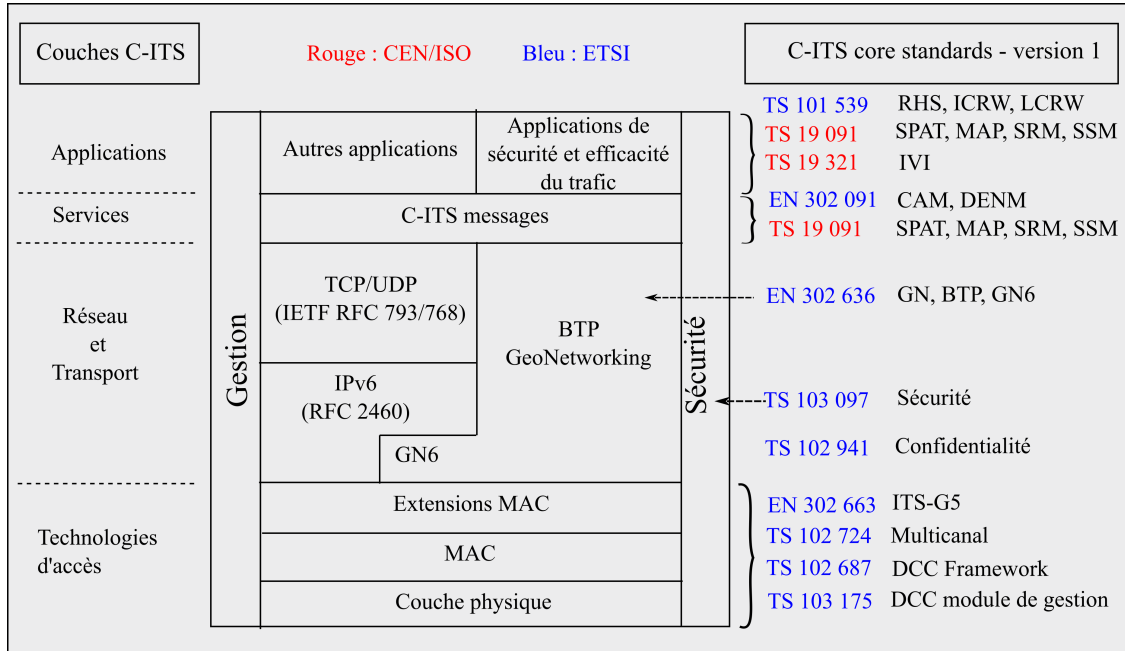 Couches C-ITS
Rouge : CEN/ISO
Bleu : ETSI
C-ITS core standards - version 1
Applications
Services
Réseau
et
Transport
Technologies
d'accès
Gestion
Autres applications
Applications de
sécurité et efficacité
du trafic
C-ITS messages
TCP/UDP
(IETF RFC 793/768)
IPv6
(RFC 2460)
GN6
BTP
GeoNetworking
Extensions MAC
MAC
Couche physique
Sécurité
TS 101 539 RHS, ICRW, LCRW
TS 19 091 SPAT, MAP, SRM, SSM
TS 19 321 IVI
EN 302 091 CAM, DENM
TS 19 091 SPAT, MAP, SRM, SSM
EN 302 636 GN, BTP, GN6
TS 103 097 Sécurité
TS 102 941 Confidentialité
EN 302 663 ITS-G5
TS 102 724 Multicanal
TS 102 687 DCC Framework
TS 103 175 DCC module de gestion